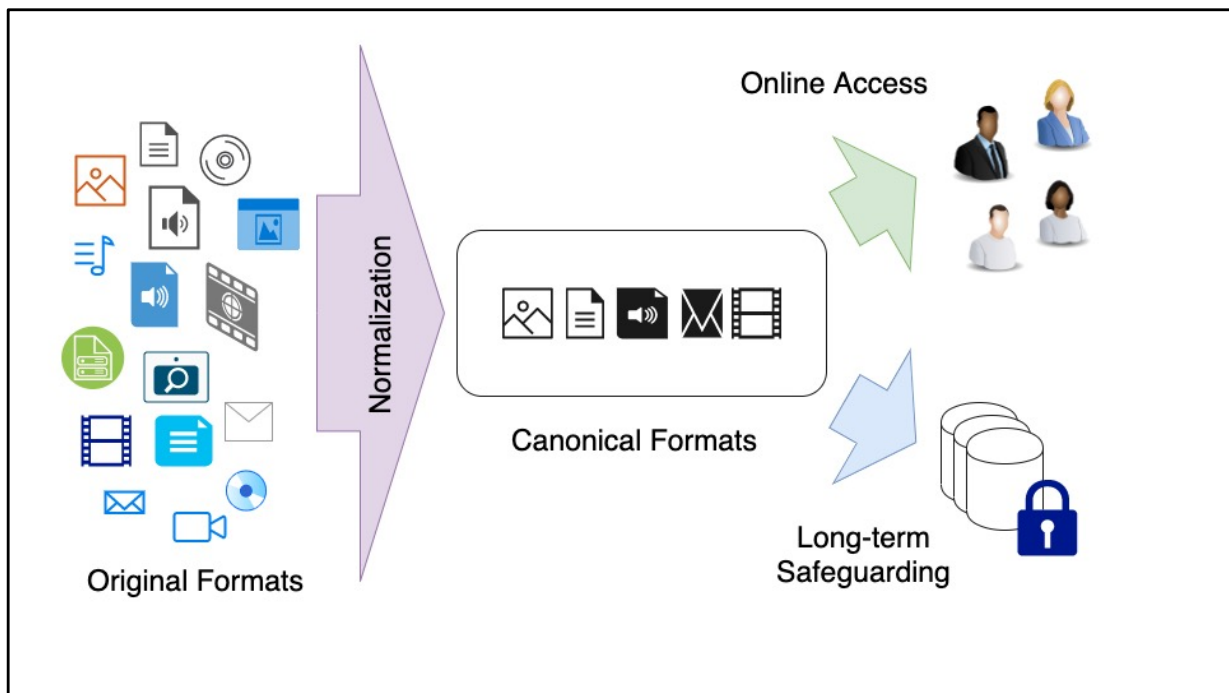 Original Formats
Normalization
Canonical Formats
Online Access
Long-term
Safeguarding